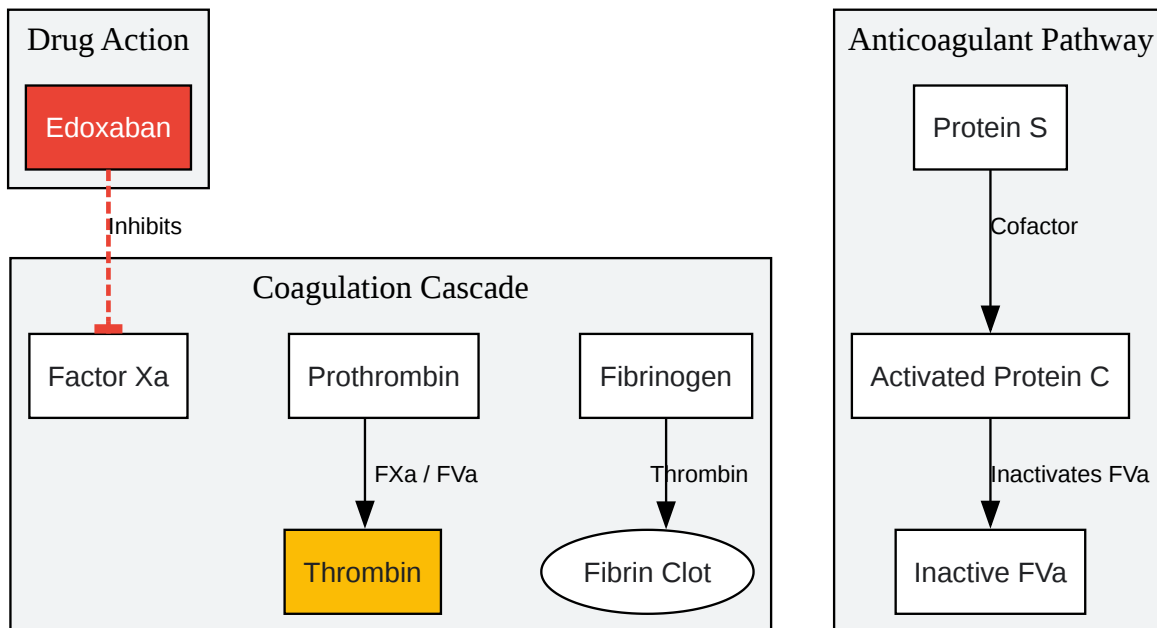 Drug Action
Edoxaban
Inhibits
Coagulation Cascade
Factor Xa
Prothrombin
Fibrinogen
FXa / FVa
Thrombin
Thrombin
Fibrin Clot
Anticoagulant Pathway
Protein S
Cofactor
Activated Protein C
Inactivates FVa
Inactive FVa